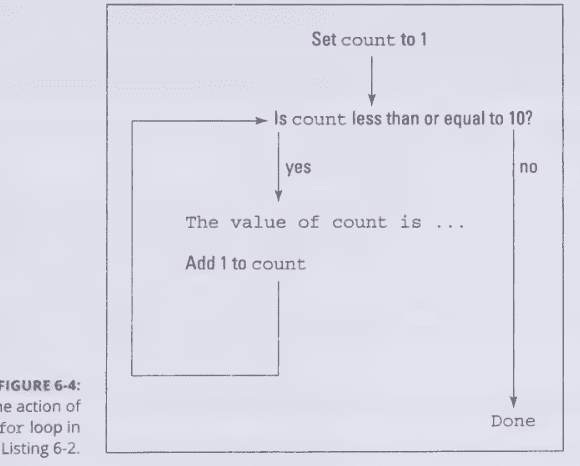 Set count to 1
Is count less than or equal to 10?
yes
no
The value of count is ...
Add 1 to count
Done
FIGURE 6-4:
he action of
for loop in
Listing 6-2.